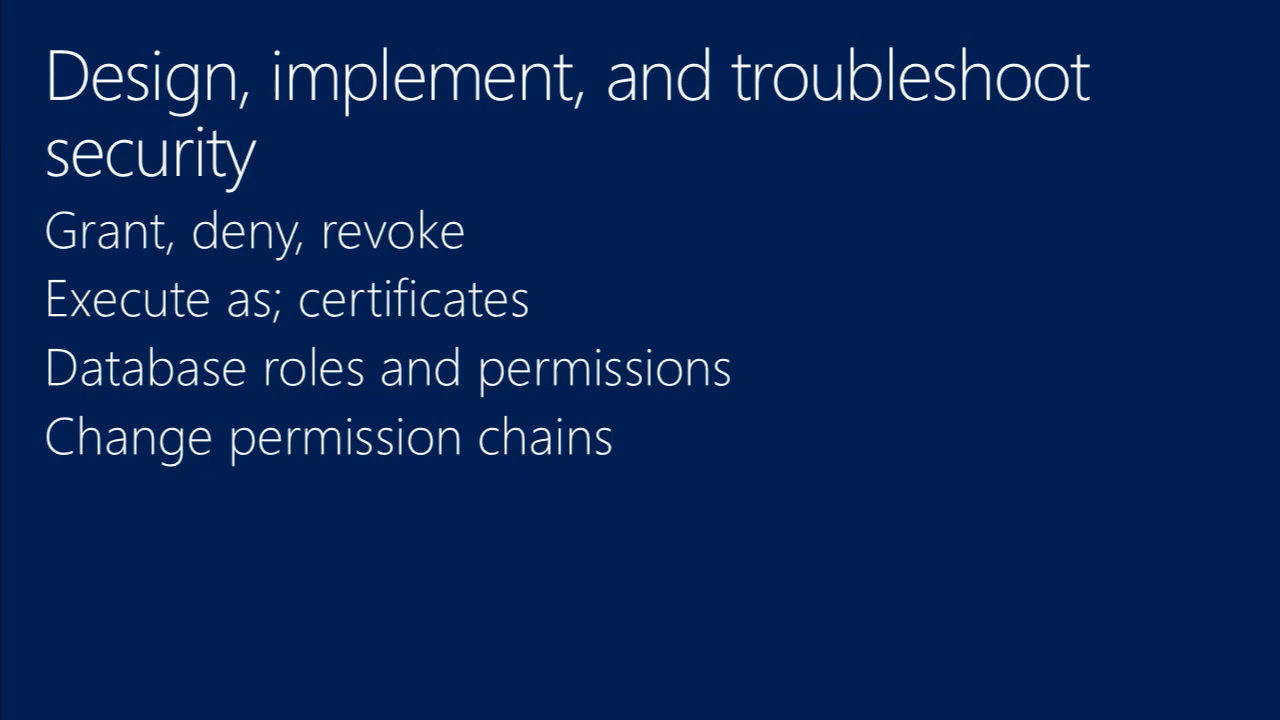 Design, implement, and troubleshoot
security
Grant, deny, revoke
Execute as; certificates
Database roles and permissions
Change permission chains